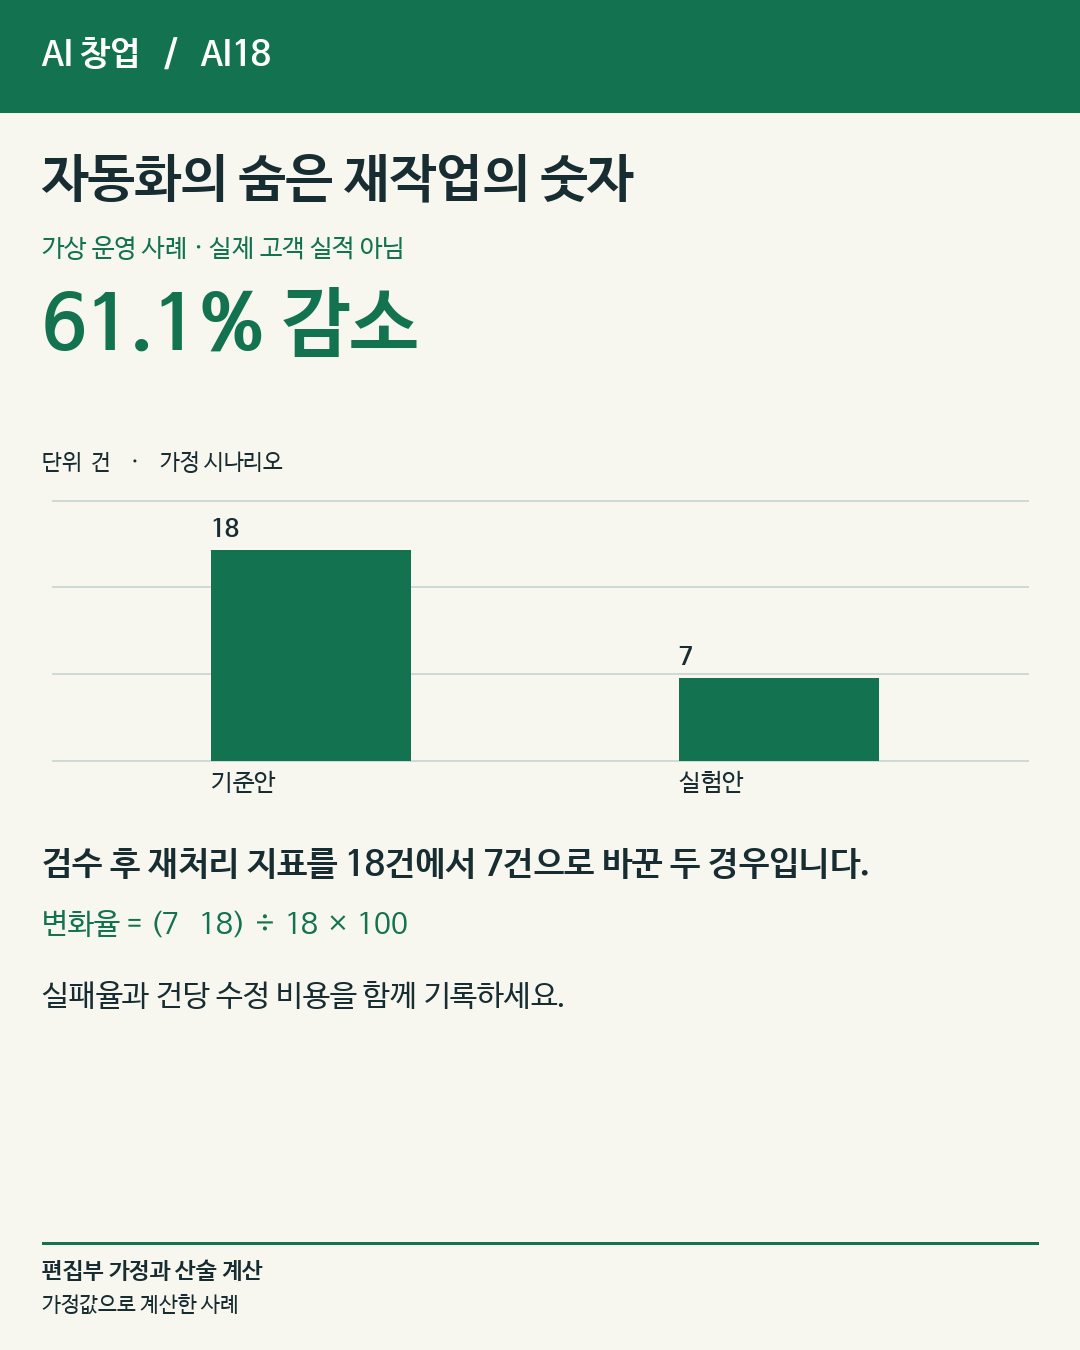 AI 창업 / AI18
자동화의 숨은 재작업의 숫자
가상 운영 사례 · 실제 고객 실적 아님
61.1% 감소
단위 건 · 가정 시나리오
18
7
기준안
실험안
검수 후 재처리 지표를 18건에서 7건으로 바꾼 두 경우입니다.
변화율 = (7 18) ÷ 18 × 100
실패율과 건당 수정 비용을 함께 기록하세요.
편집부 가정과 산술 계산
가정값으로 계산한 사례